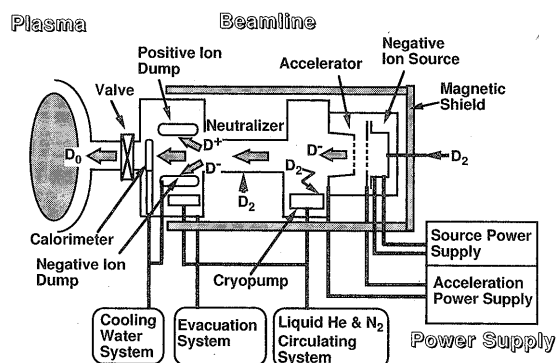 Plasma
Beamline
Positive Ion
Dump
Accelerator
Negative
Ion Source
Valve
Magnetic
Shield
Neutralizer
D+
D0
D-
D-
D2
D2
D2
Calorimeter
Negative Ion
Dump
Cryopump
Source Power
Supply
Acceleration
Power Supply
Cooling
Water
System
Evacuation
System
Liquid He & N2
Circulating
System
Power Supply